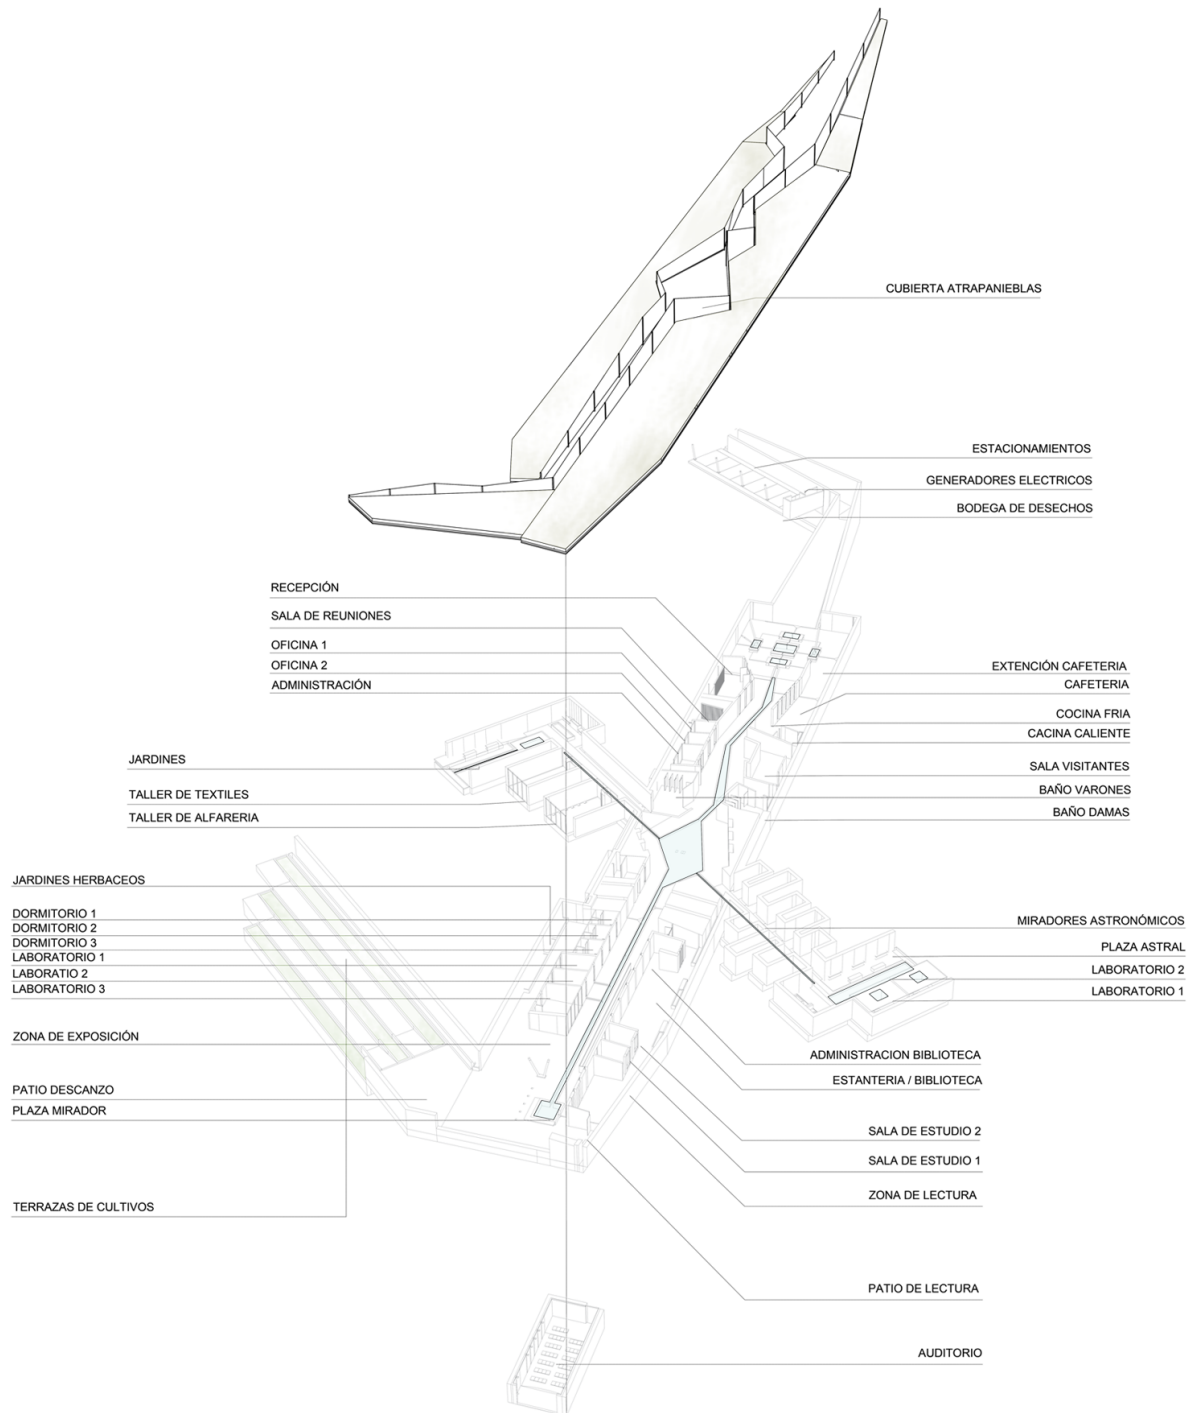 CUBIERTA ATRAPANIEBLAS
ESTACIONAMIENTOS
GENERADORES ELECTRICOS
BODEGA DE DESECHOS
RECEPCIÓN
SALA DE REUNIONES
OFICINA 1
OFICINA 2
ADMINISTRACIÓN
EXTENCIÓN CAFETERIA
CAFETERIA
COCINA FRIA
CACINA CALIENTE
SALA VISITANTES
BAÑO VARONES
BAÑO DAMAS
JARDINES
TALLER DE TEXTILES
TALLER DE ALFARERIA
JARDINES HERBACEOS
DORMITORIO 1
DORMITORIO 2
DORMITORIO 3
LABORATORIO 1
LABORATIO 2
LABORATORIO 3
ZONA DE EXPOSICIÓN
PATIO DESCANZO
PLAZA MIRADOR
TERRAZAS DE CULTIVOS
MIRADORES ASTRONÓMICOS
PLAZA ASTRAL
LABORATORIO 2
LABORATORIO 1
ADMINISTRACION BIBLIOTECA
ESTANTERIA / BIBLIOTECA
SALA DE ESTUDIO 2
SALA DE ESTUDIO 1
ZONA DE LECTURA
PATIO DE LECTURA
AUDITORIO